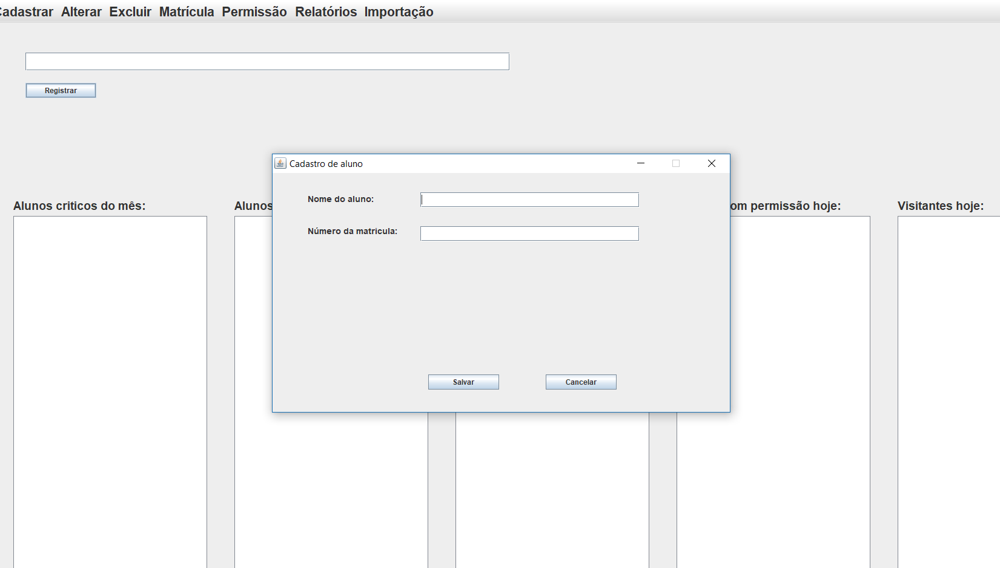 Cadastrar Alterar Excluir Matrícula Permissão Relatórios Importação
Registrar
Cadastro de aluno
Nome do aluno:
Número da matricula:
Salvar Cancelar
Alunos criticos do mês: Alunos om permissão hoje: Visitantes hoje: